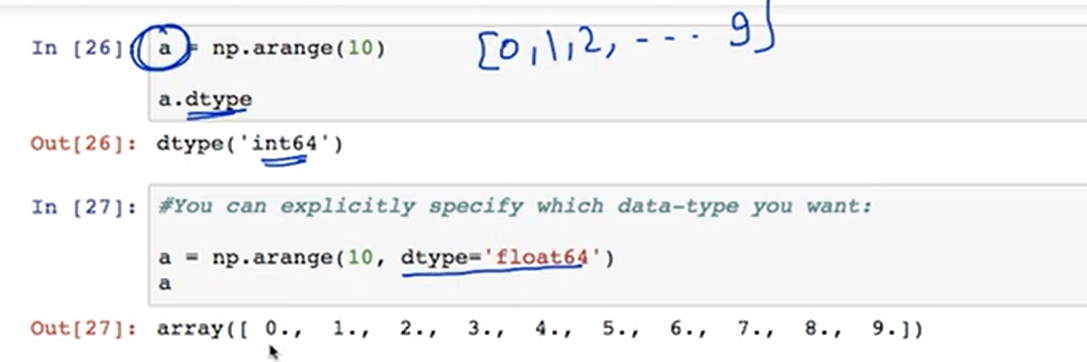 In [26] a = np.arange(10) [0,1,2, --- 9]
a.dtype
Out[26]: dtype('int64')
In [27]: #You can explicitly specify which data-type you want:
a = np.arange(10, dtype='float64')
a
Out[27]: array([ 0., 1., 2., 3., 4., 5., 6., 7., 8., 9.])